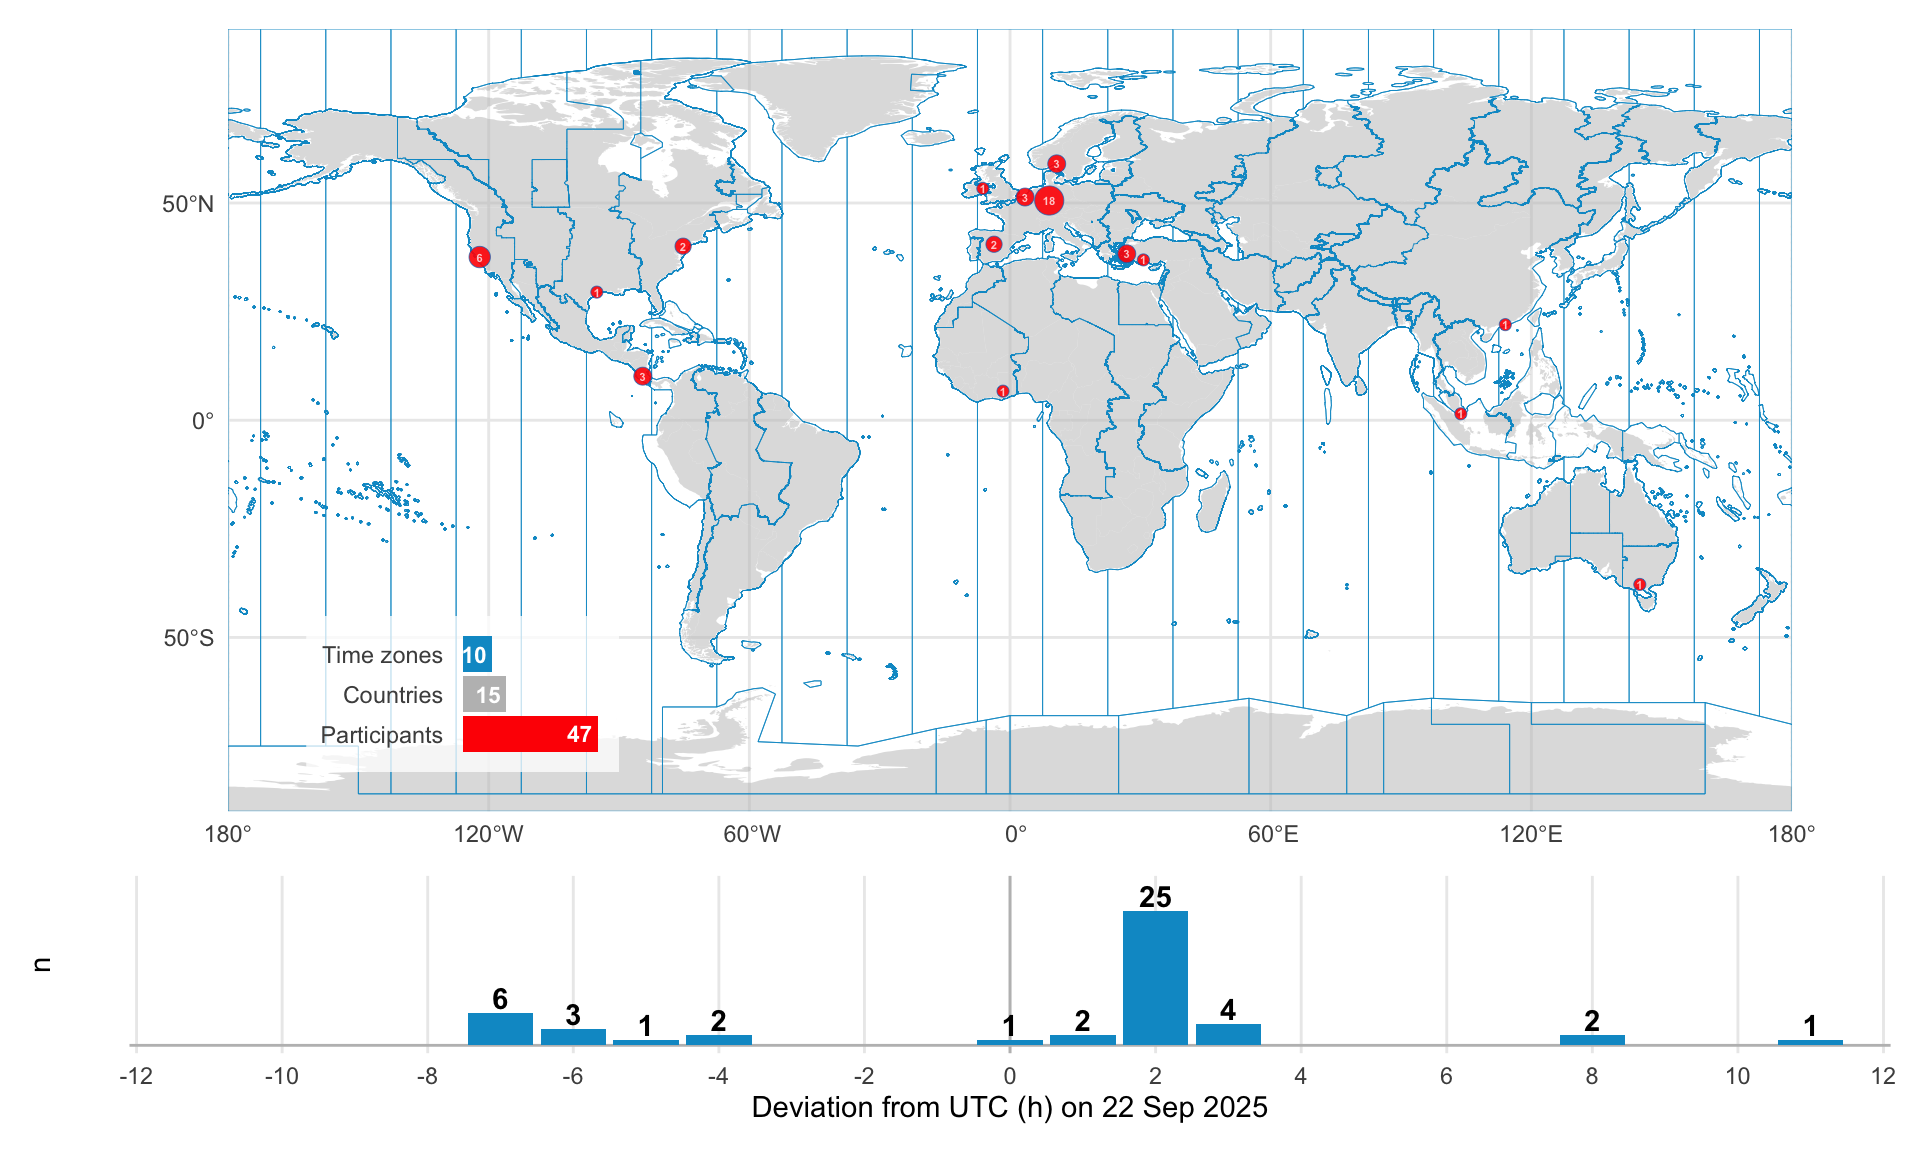 3
1
3
18
2
3
1
6
2
1
3
1
1
1
1
50°N
0°
50°S
Time zones 10
Countries 15
Participants 47
180° 120°W 60°W 0° 60°E 120°E 180°
n
6 3 1 2 1 2 25 4 2 1
-12 -10 -8 -6 -4 -2 0 2 4 6 8 10 12
Deviation from UTC (h) on 22 Sep 2025